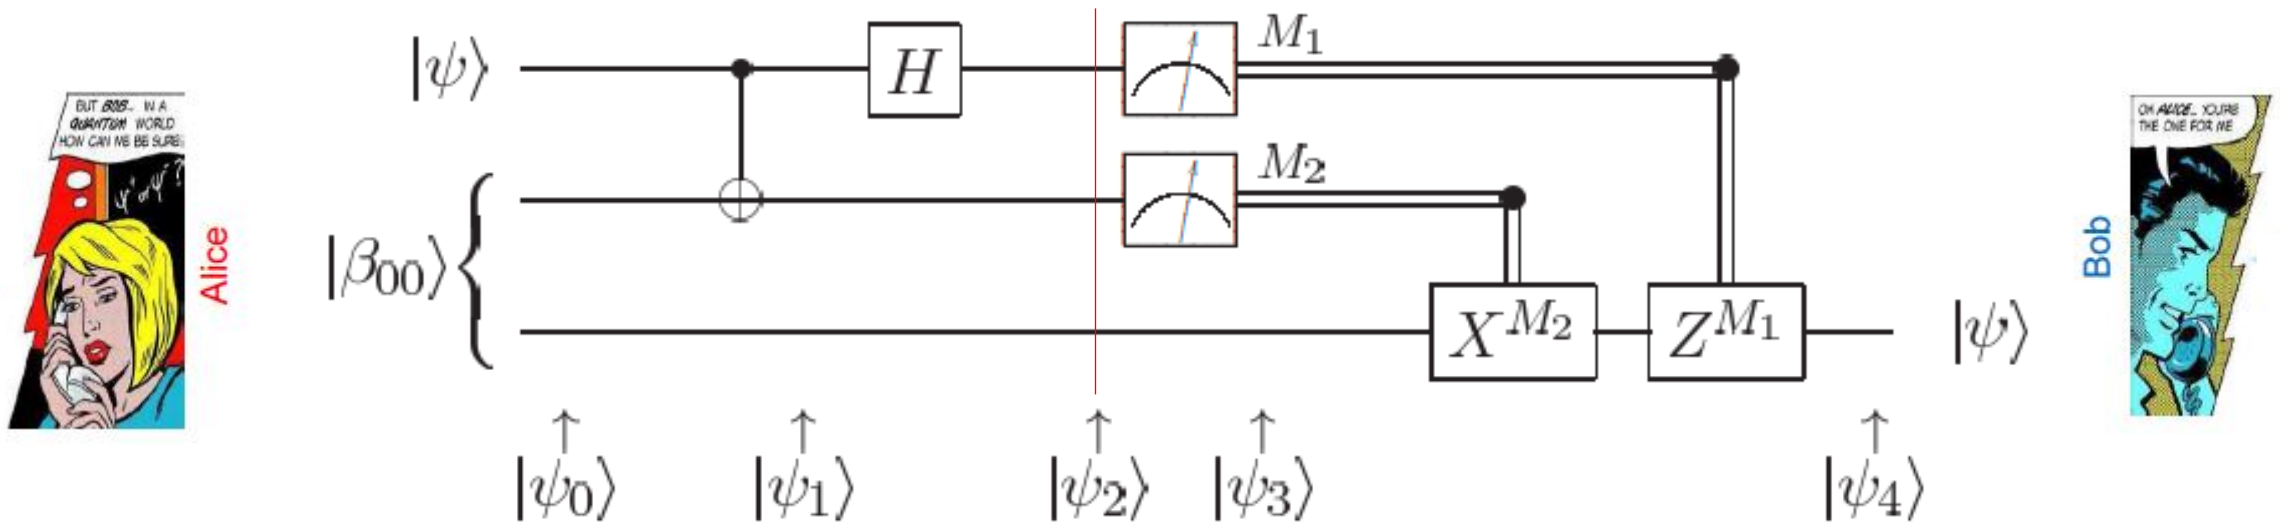 |ψ⟩
H
M₁
BUT BOB.. IN A
QUANTUM WORLD
HOW CAN WE BE SURE
ψ⁺ or ψ⁻ ?
Alice
|β₀₀⟩
M₂
X^M₂
Z^M₁
|ψ⟩
Bob
OH ALICE.. YOU'RE
THE ONE FOR ME
↑ ↑ ↑ ↑ ↑
|ψ₀⟩ |ψ₁⟩ |ψ₂⟩ |ψ₃⟩ |ψ₄⟩